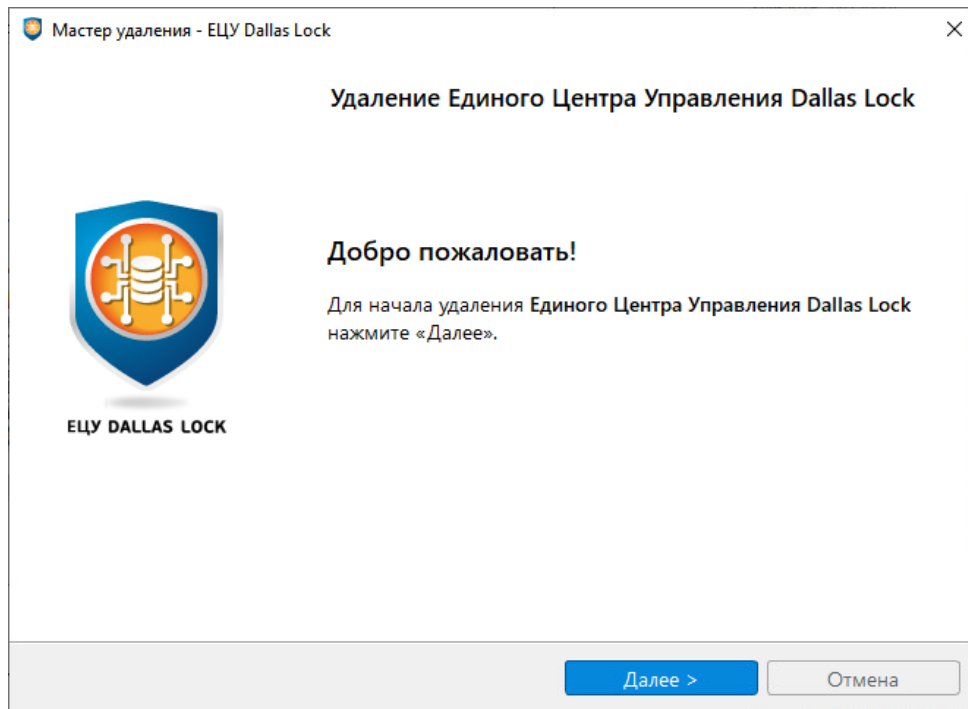 Мастер удаления - ЕЦУ Dallas Lock
Удаление Единого Центра Управления Dallas Lock
Добро пожаловать!
Для начала удаления Единого Центра Управления Dallas Lock
нажмите «Далее».
ЕЦУ DALLAS LOCK
Далее >
Отмена